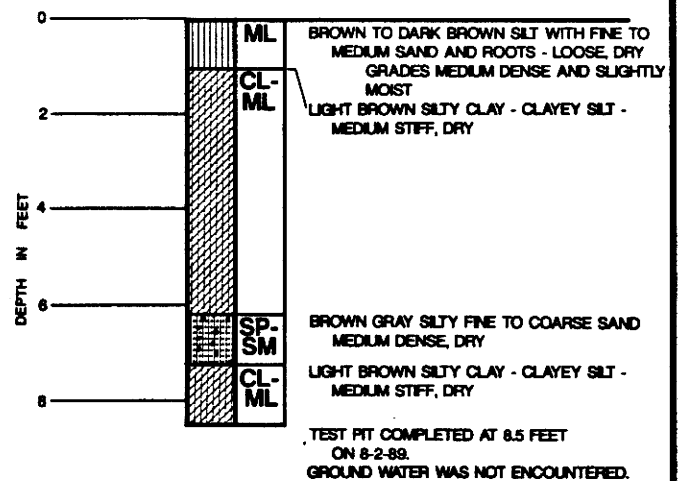 0
ML
BROWN TO DARK BROWN SILT WITH FINE TO
MEDIUM SAND AND ROOTS - LOOSE, DRY
GRADES MEDIUM DENSE AND SLIGHTLY
MOIST
CL-
ML
LIGHT BROWN SILTY CLAY - CLAYEY SILT -
MEDIUM STIFF, DRY
2
4
DEPTH IN FEET
6
SP-
SM
BROWN GRAY SILTY FINE TO COARSE SAND
MEDIUM DENSE, DRY
CL-
ML
LIGHT BROWN SILTY CLAY - CLAYEY SILT -
MEDIUM STIFF, DRY
8
TEST PIT COMPLETED AT 8.5 FEET
ON 8-2-89.
GROUND WATER WAS NOT ENCOUNTERED.